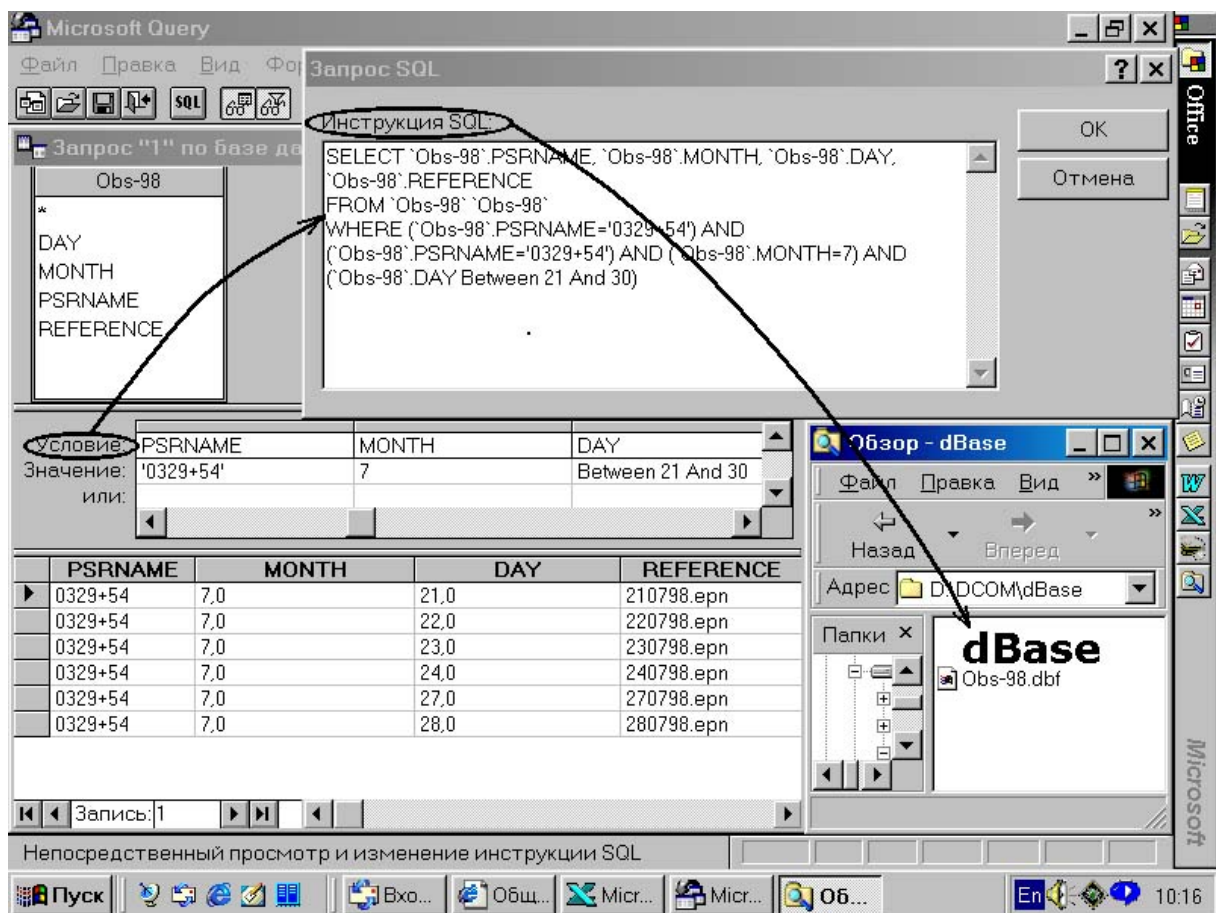 Microsoft Query
Файл Правка Вид
Запрос SQL
SQL
Office
Инструкция SQL:
OK
Отмена
Запрос "1" по базе да
SELECT `Obs-98`.PSRNAME, `Obs-98`.MONTH, `Obs-98`.DAY,
`Obs-98`.REFERENCE
FROM `Obs-98` `Obs-98`
WHERE (`Obs-98`.PSRNAME='0329+54') AND
(`Obs-98`.PSRNAME='0329+54') AND (`Obs-98`.MONTH=7) AND
(`Obs-98`.DAY Between 21 And 30)
Obs-98
*
DAY
MONTH
PSRNAME
REFERENCE
Условие: PSRNAME MONTH DAY
Значение: '0329+54' 7 Between 21 And 30
или:
PSRNAME MONTH DAY REFERENCE
0329+54 7,0 21,0 210798.epn
0329+54 7,0 22,0 220798.epn
0329+54 7,0 23,0 230798.epn
0329+54 7,0 24,0 240798.epn
0329+54 7,0 27,0 270798.epn
0329+54 7,0 28,0 280798.epn
Запись: 1
Обзор - dBase
Файл Правка Вид »
Назад Вперед »
Адрес D:\DCOM\dBase
Папки
dBase
Obs-98.dbf
Microsoft
Непосредственный просмотр и изменение инструкции SQL
Пуск Вхо... Общ... Micr... Micr... Об... En 10:16